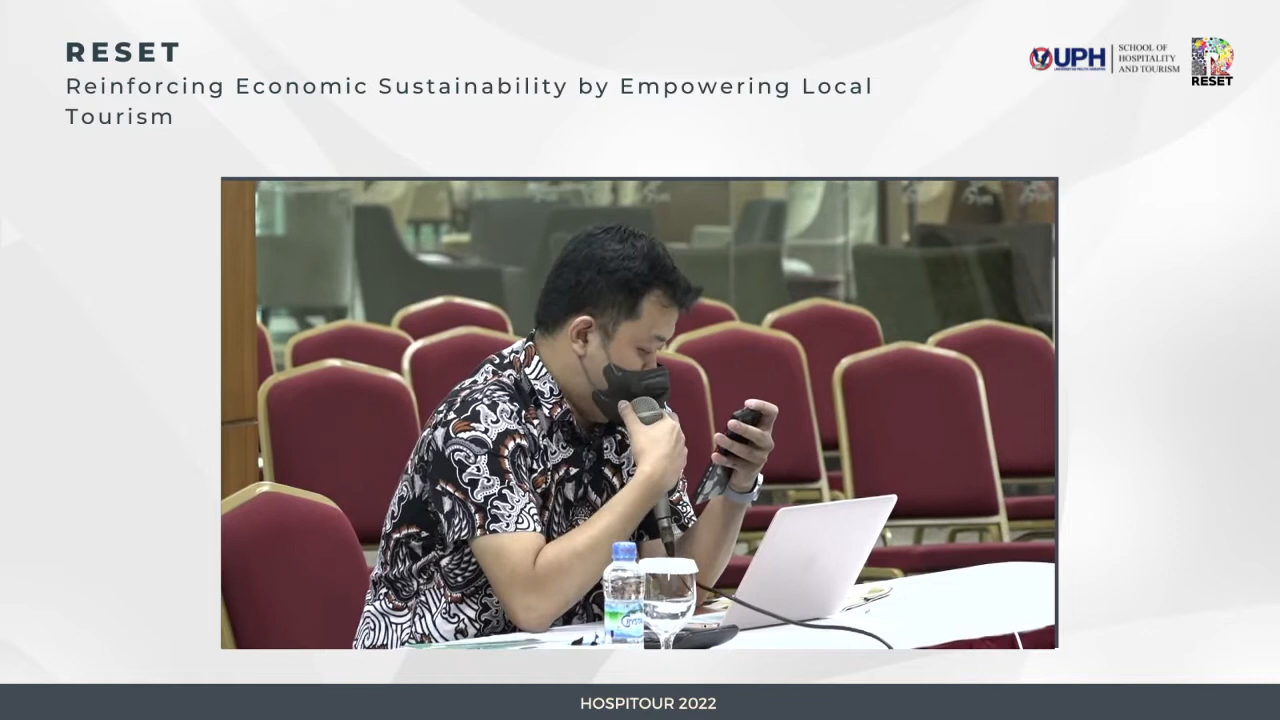 RESET
Reinforcing Economic Sustainability by Empowering Local
Tourism
UPH
SCHOOL OF
HOSPITALITY
AND TOURISM
RESET
HOSPITOUR 2022